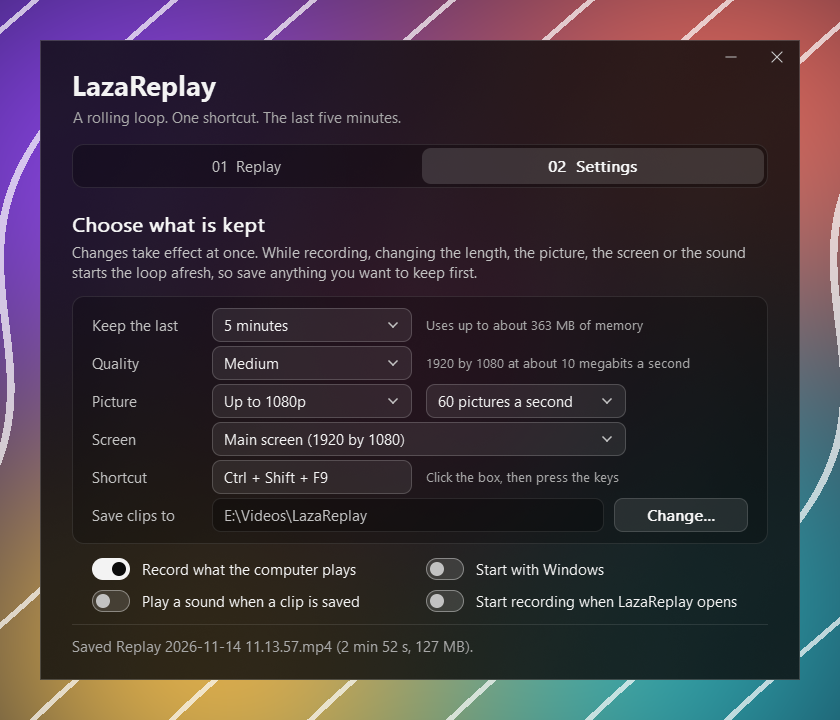 LazaReplay
A rolling loop. One shortcut. The last five minutes.
01 Replay
02 Settings
Choose what is kept
Changes take effect at once. While recording, changing the length, the picture, the screen or the sound
starts the loop afresh, so save anything you want to keep first.
Keep the last 5 minutes Uses up to about 363 MB of memory
Quality Medium 1920 by 1080 at about 10 megabits a second
Picture Up to 1080p 60 pictures a second
Screen Main screen (1920 by 1080)
Shortcut Ctrl + Shift + F9 Click the box, then press the keys
Save clips to E:\Videos\LazaReplay Change...
Record what the computer plays Start with Windows
Play a sound when a clip is saved Start recording when LazaReplay opens
Saved Replay 2026-11-14 11.13.57.mp4 (2 min 52 s, 127 MB).